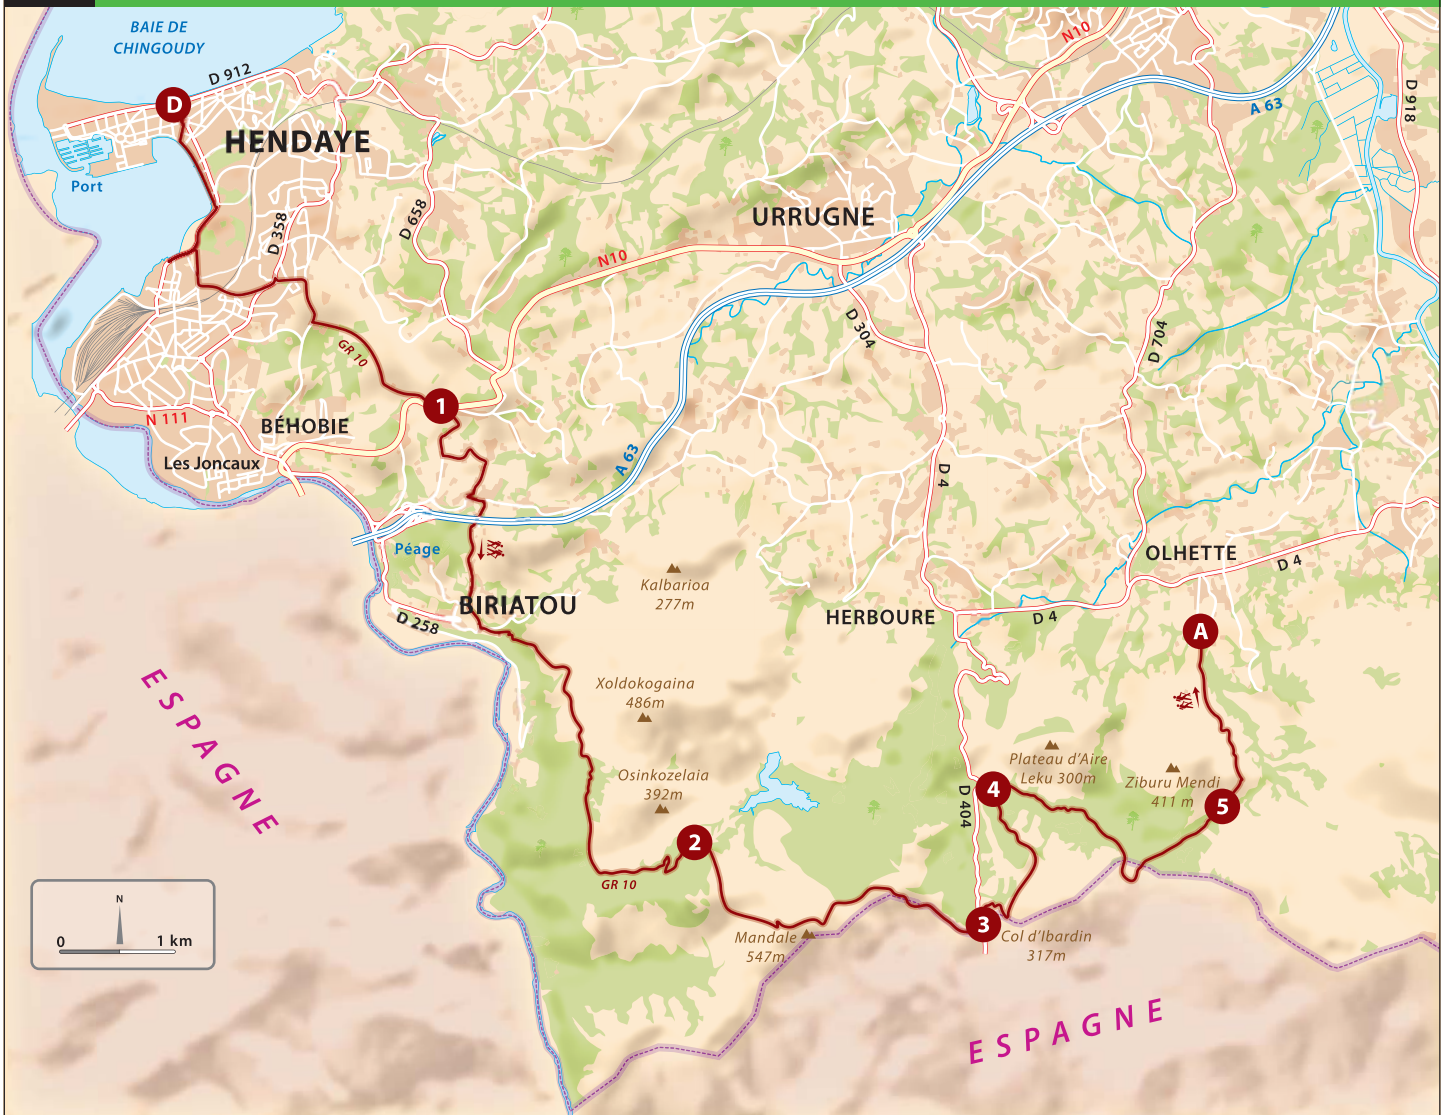 BAIE DE
CHINGOUDY
N10
D 912
D
HENDAYE
A 63
D 918
Port
D 358
D 658
URRUGNE
N10
D 304
D 704
GR 10
1
N 111
BÉHOBIE
Les Joncaux
A 63
D 4
Péage
OLHETTE
D 4
Kalbarioa
277m
BIRIATOU
D 258
HERBOURE
D 4
A
ESPAGNE
Xoldokogaina
486m
Osinkozelaia
392m
Plateau d'Aire
Leku 300m
Ziburu Mendi
411 m
D 404
4
5
2
GR 10
3
Mandale
547m
Col d'Ibardin
317m
N
0 1 km
ESPAGNE